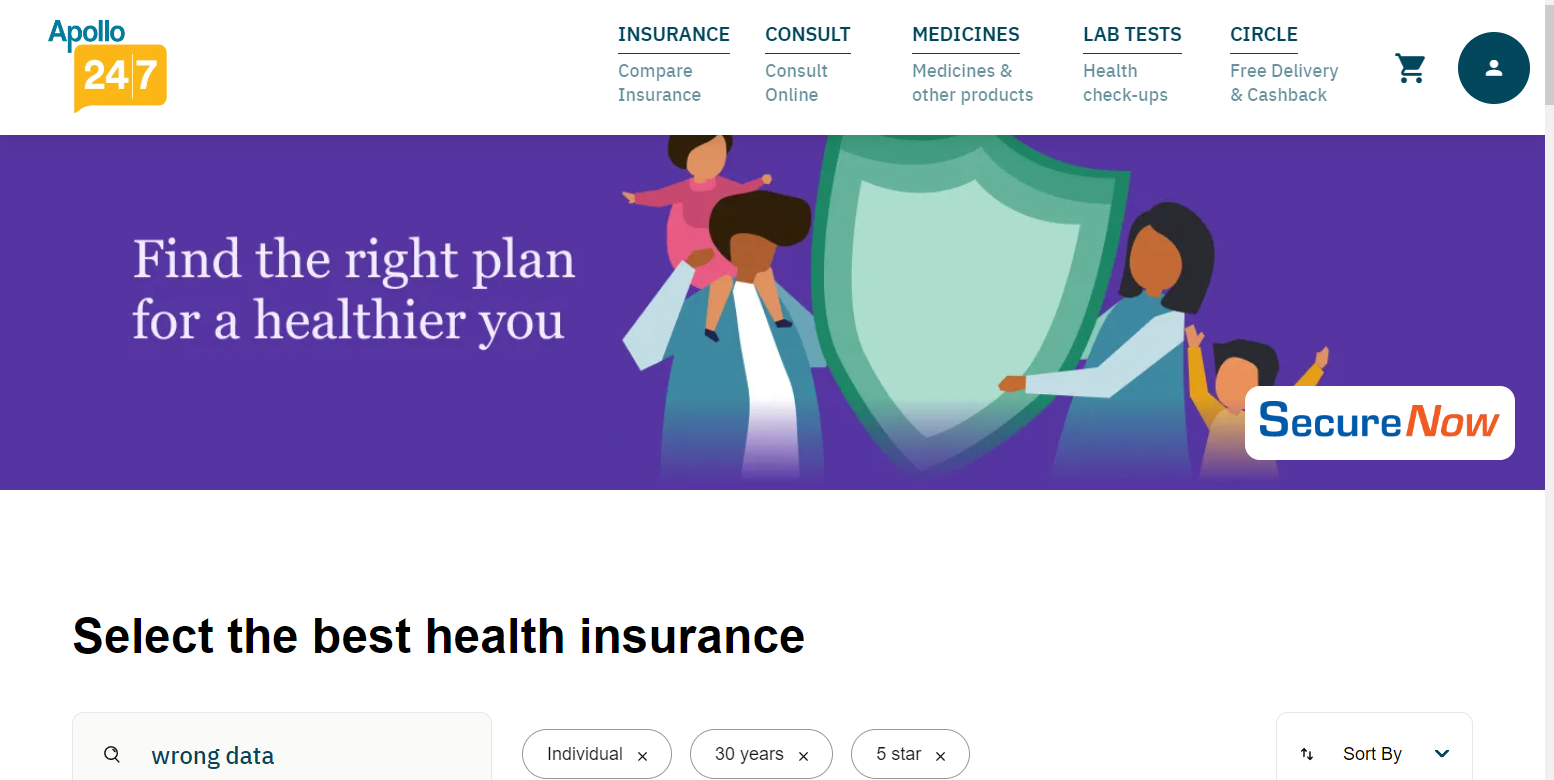 Apollo
24|7
INSURANCE
Compare
Insurance
CONSULT
Consult
Online
MEDICINES
Medicines &
other products
LAB TESTS
Health
check-ups
CIRCLE
Free Delivery
& Cashback
Find the right plan
for a healthier you
SecureNow
Select the best health insurance
wrong data
Individual ×
30 years ×
5 star ×
Sort By